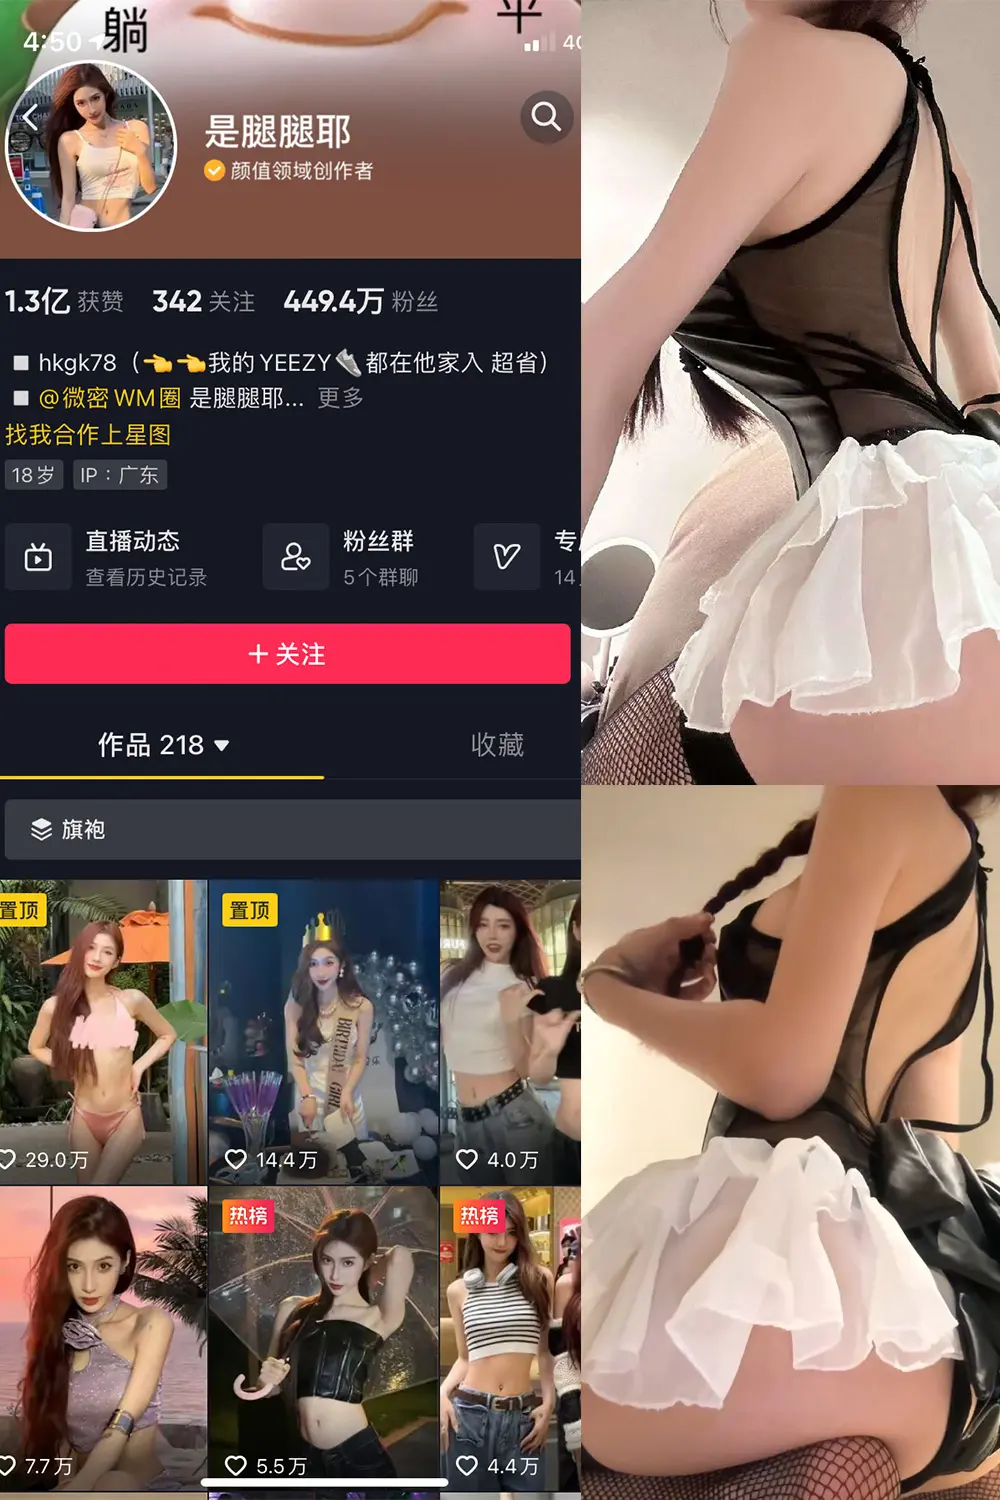 躺
平
4:50
4G
是腿腿耶
颜值领域创作者
1.3亿 获赞 342 关注 449.4万 粉丝
hkgk78（👈👈我的 YEEZY👟都在他家入 超省）
@微密 WM圈 是腿腿耶... 更多
找我合作上星图
18岁 IP：广东
直播动态 粉丝群
查看历史记录 5个群聊 14
+ 关注
作品 218 收藏
旗袍
置顶 置顶
BIRTHDAY GIRL
29.0万 14.4万 4.0万
热榜 热榜
7.7万 5.5万 4.4万